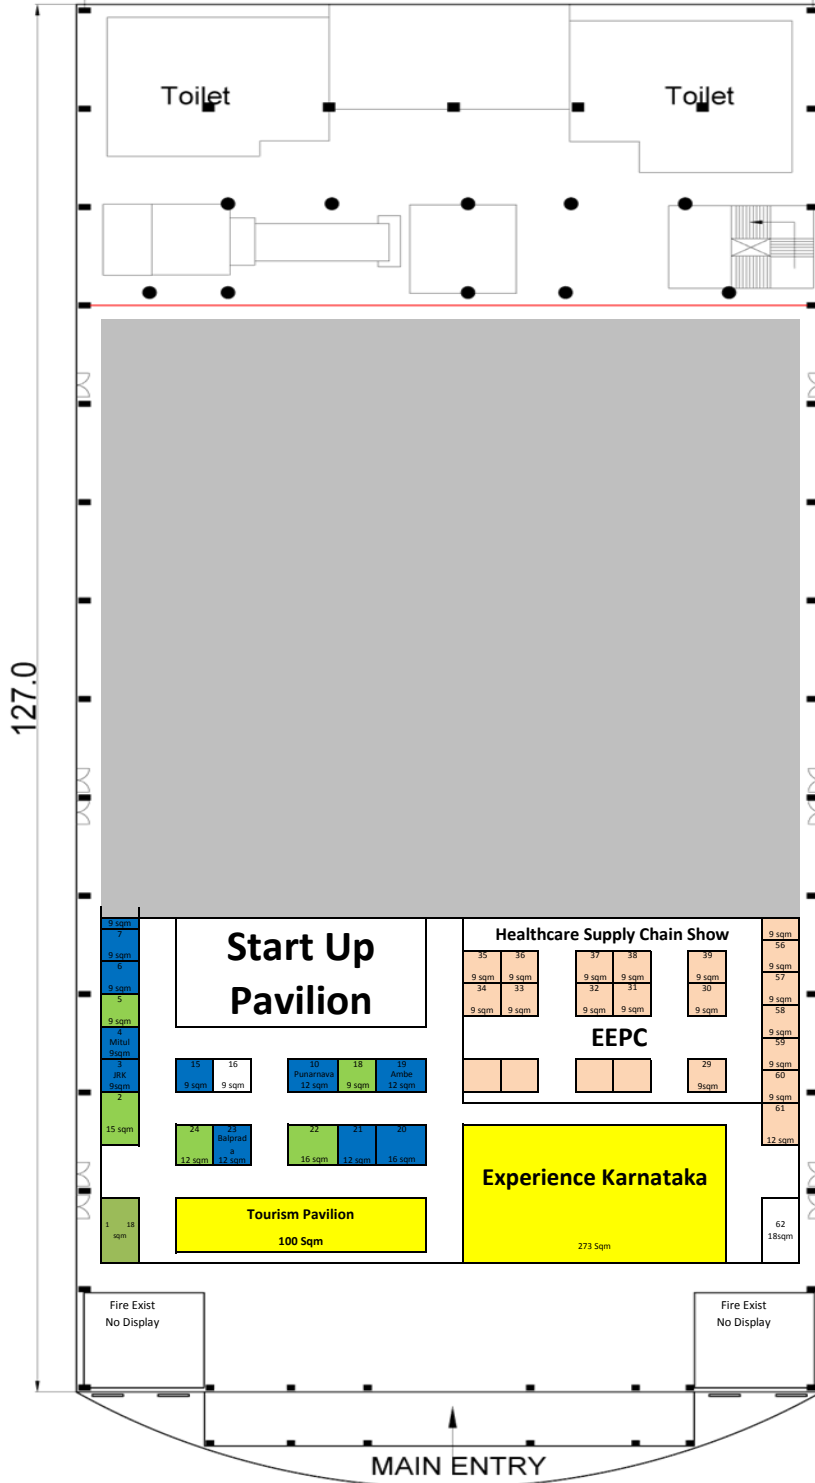 Toilet
Toilet
127.0
9 sqm
7
9 sqm
6
9 sqm
5
9 sqm
4
Mitul
9sqm
3
JRK
9sqm
2
15 sqm
1 18
sqm
Start Up
Pavilion
15
9 sqm
16
9 sqm
10
Punarnava
12 sqm
18
9 sqm
19
Ambe
12 sqm
24
12 sqm
23
Balprad
a
12 sqm
22
16 sqm
21
12 sqm
20
16 sqm
Tourism Pavilion
100 Sqm
Healthcare Supply Chain Show
35
9 sqm
36
9 sqm
37
9 sqm
38
9 sqm
39
9 sqm
34
9 sqm
33
9 sqm
32
9 sqm
31
9 sqm
30
9 sqm
EEPC
29
9sqm
Experience Karnataka
273 Sqm
9 sqm
56
9 sqm
57
9 sqm
58
9 sqm
59
9 sqm
60
9 sqm
61
12 sqm
62
18sqm
Fire Exist
No Display
Fire Exist
No Display
MAIN ENTRY